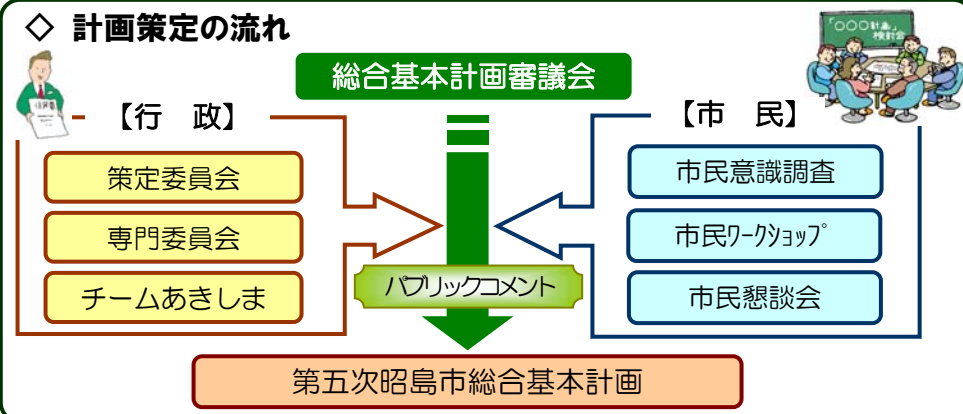 ◇ 計画策定の流れ
「○○○計画」
検討会
総合基本計画審議会
【行 政】
策定委員会
専門委員会
チームあきしま
【市 民】
市民意識調査
市民ﾜｰｸｼｮｯﾌﾟ
市民懇談会
パブリックコメント
第五次昭島市総合基本計画